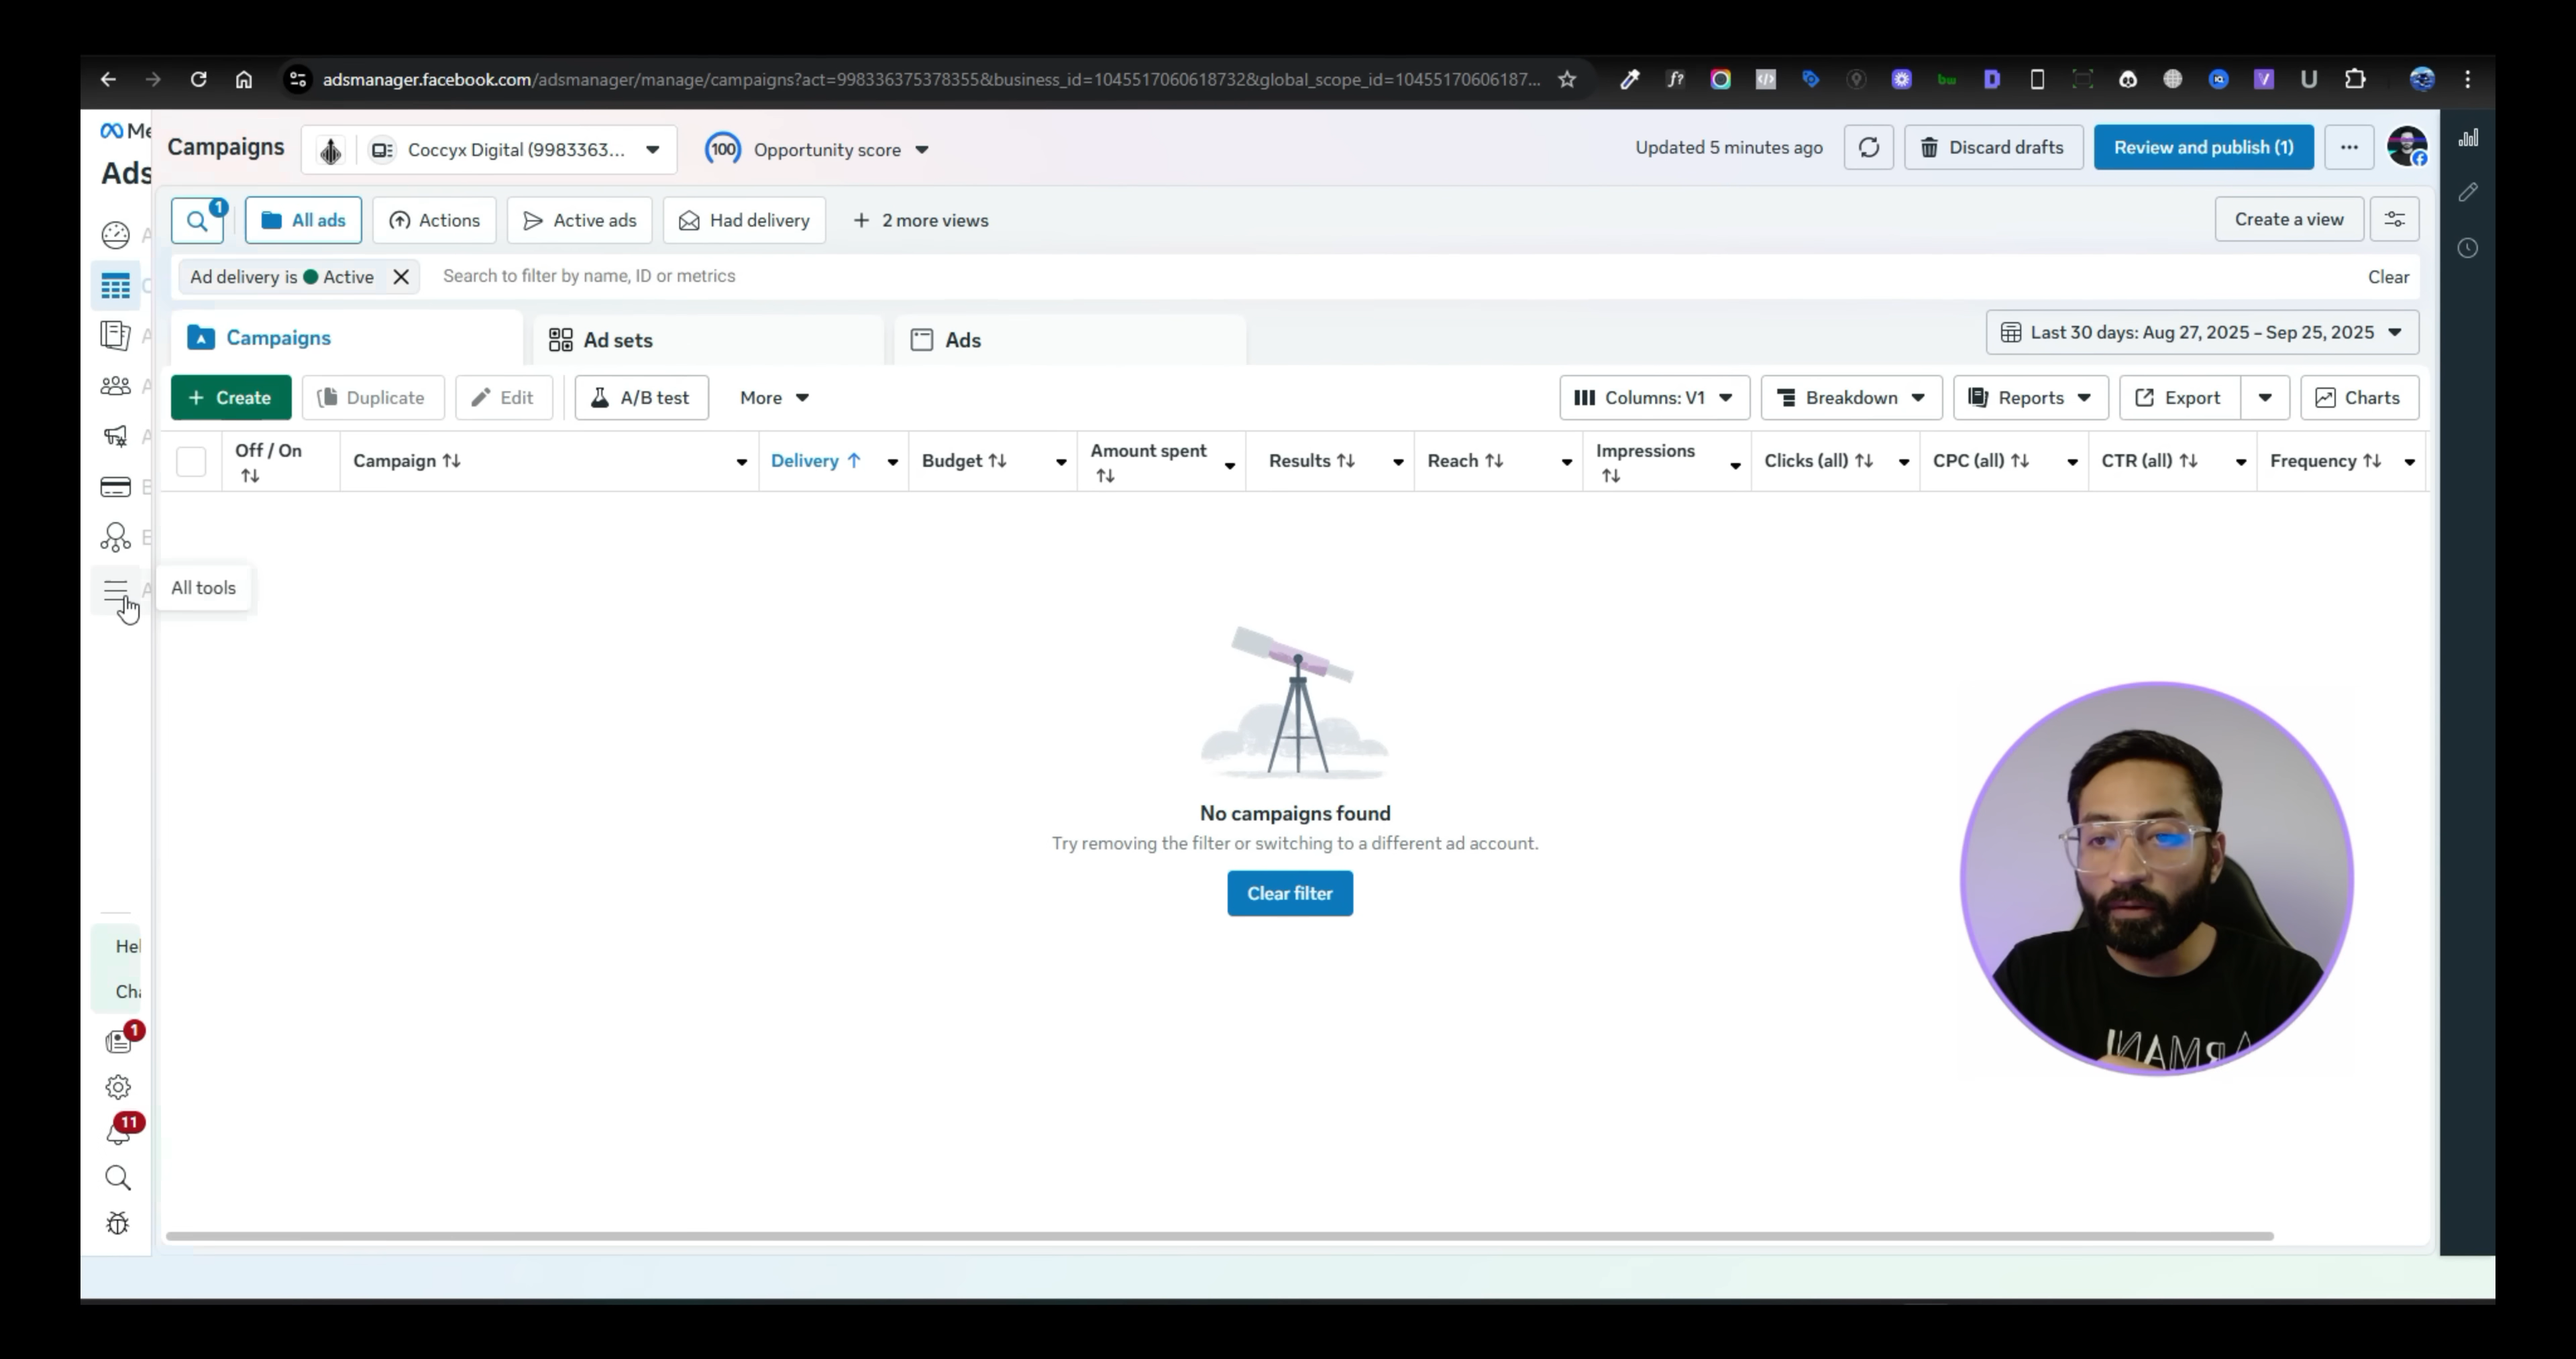 adsmanager.facebook.com/adsmanager/manage/campaigns?act=998336375378355&business_id=1045517060618732&global_scope_id=10455170606187...
Me
Ads
Campaigns
Coccyx Digital (9983363...
100
Opportunity score
Updated 5 minutes ago
Discard drafts
Review and publish (1)
1
All ads
Actions
Active ads
Had delivery
+ 2 more views
Create a view
Ad delivery is Active
Search to filter by name, ID or metrics
Clear
Campaigns
Ad sets
Ads
Last 30 days: Aug 27, 2025 – Sep 25, 2025
+ Create
Duplicate
Edit
A/B test
More
Columns: V1
Breakdown
Reports
Export
Charts
Off / On
Campaign
Delivery
Budget
Amount spent
Results
Reach
Impressions
Clicks (all)
CPC (all)
CTR (all)
Frequency
All tools
No campaigns found
Try removing the filter or switching to a different ad account.
Clear filter
Hel
Cha
1
11